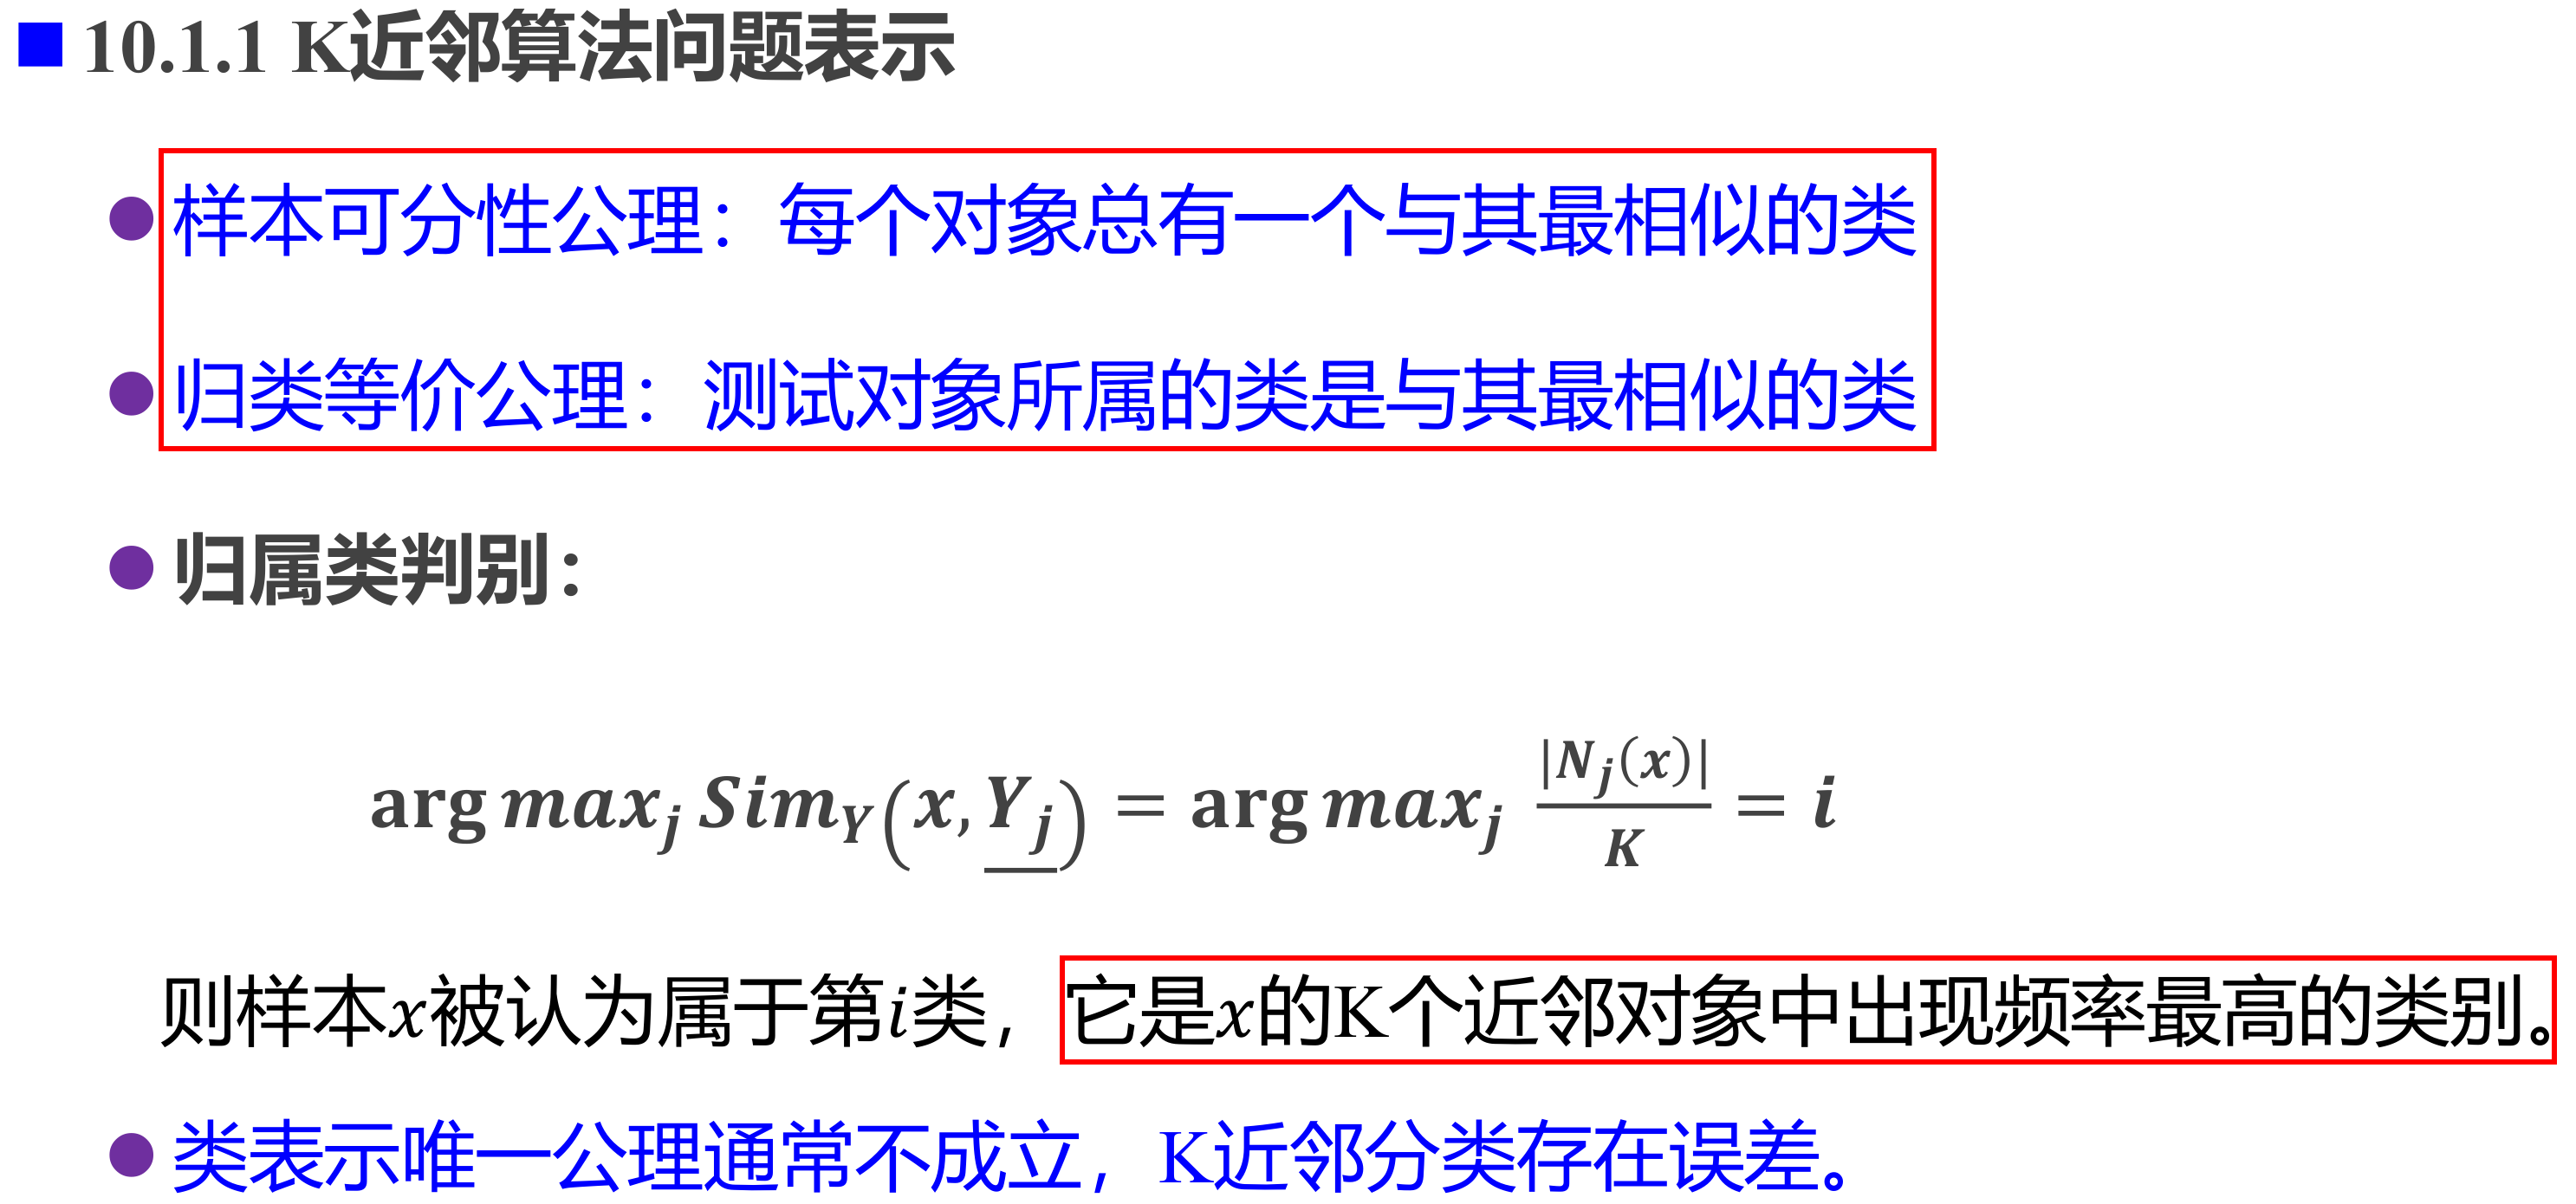 10.1.1 K近邻算法问题表示
样本可分性公理：每个对象总有一个与其最相似的类
归类等价公理：测试对象所属的类是与其最相似的类
归属类判别：
arg max_j Sim_Y(x, \underline{Y_j}) = arg max_j \frac{|N_j(x)|}{K} = i
则样本x被认为属于第i类，它是x的K个近邻对象中出现频率最高的类别。
类表示唯一公理通常不成立，K近邻分类存在误差。